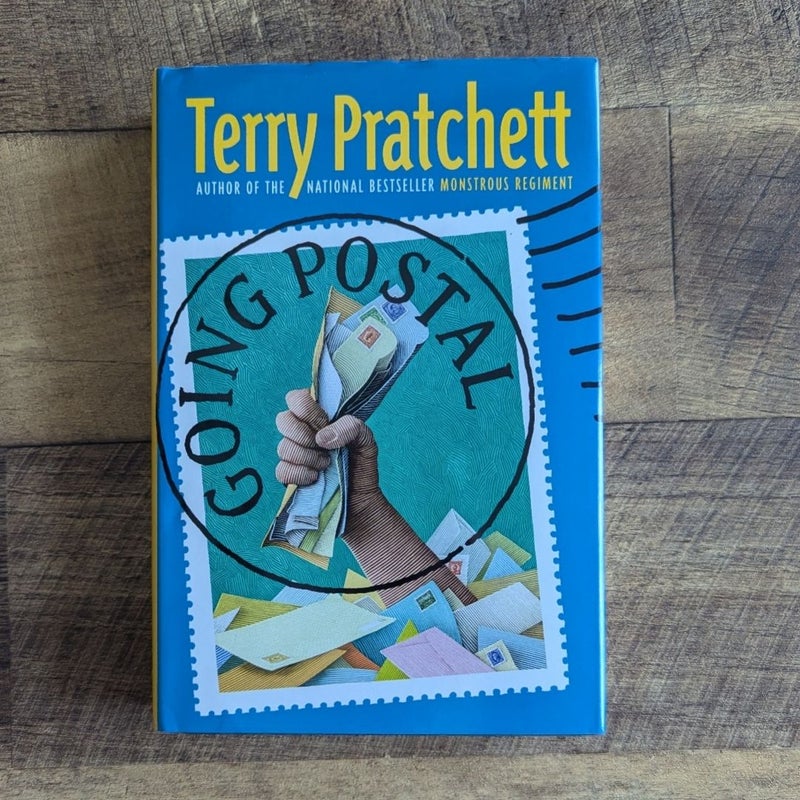 Terry Pratchett
AUTHOR OF THE NATIONAL BESTSELLER MONSTROUS REGIMENT
GOING POSTAL